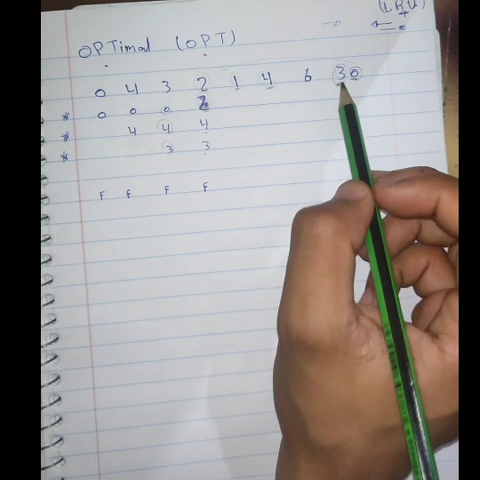 (LRU)
OPTimal (OPT)
0 4 3 2 1 4 6 3 0
* 0 0 0 2
* 4 4 4
* 3 3
F F F F